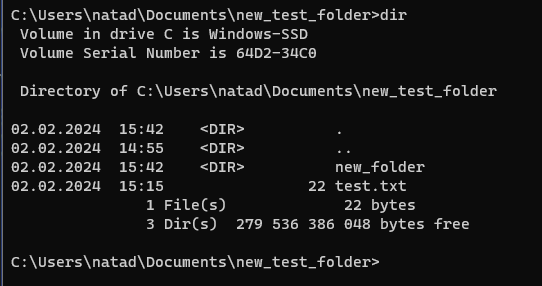 C:\Users\natad\Documents\new_test_folder>dir
 Volume in drive C is Windows-SSD
 Volume Serial Number is 64D2-34C0

 Directory of C:\Users\natad\Documents\new_test_folder

02.02.2024  15:42    <DIR>          .
02.02.2024  14:55    <DIR>          ..
02.02.2024  15:42    <DIR>          new_folder
02.02.2024  15:15                22 test.txt
               1 File(s)             22 bytes
               3 Dir(s)  279 536 386 048 bytes free

C:\Users\natad\Documents\new_test_folder>